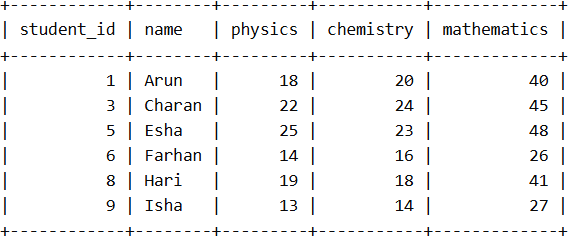 +------------+--------+---------+-----------+-------------+
| student_id | name   | physics | chemistry | mathematics |
+------------+--------+---------+-----------+-------------+
|          1 | Arun   |      18 |        20 |          40 |
|          3 | Charan |      22 |        24 |          45 |
|          5 | Esha   |      25 |        23 |          48 |
|          6 | Farhan |      14 |        16 |          26 |
|          8 | Hari   |      19 |        18 |          41 |
|          9 | Isha   |      13 |        14 |          27 |
+------------+--------+---------+-----------+-------------+